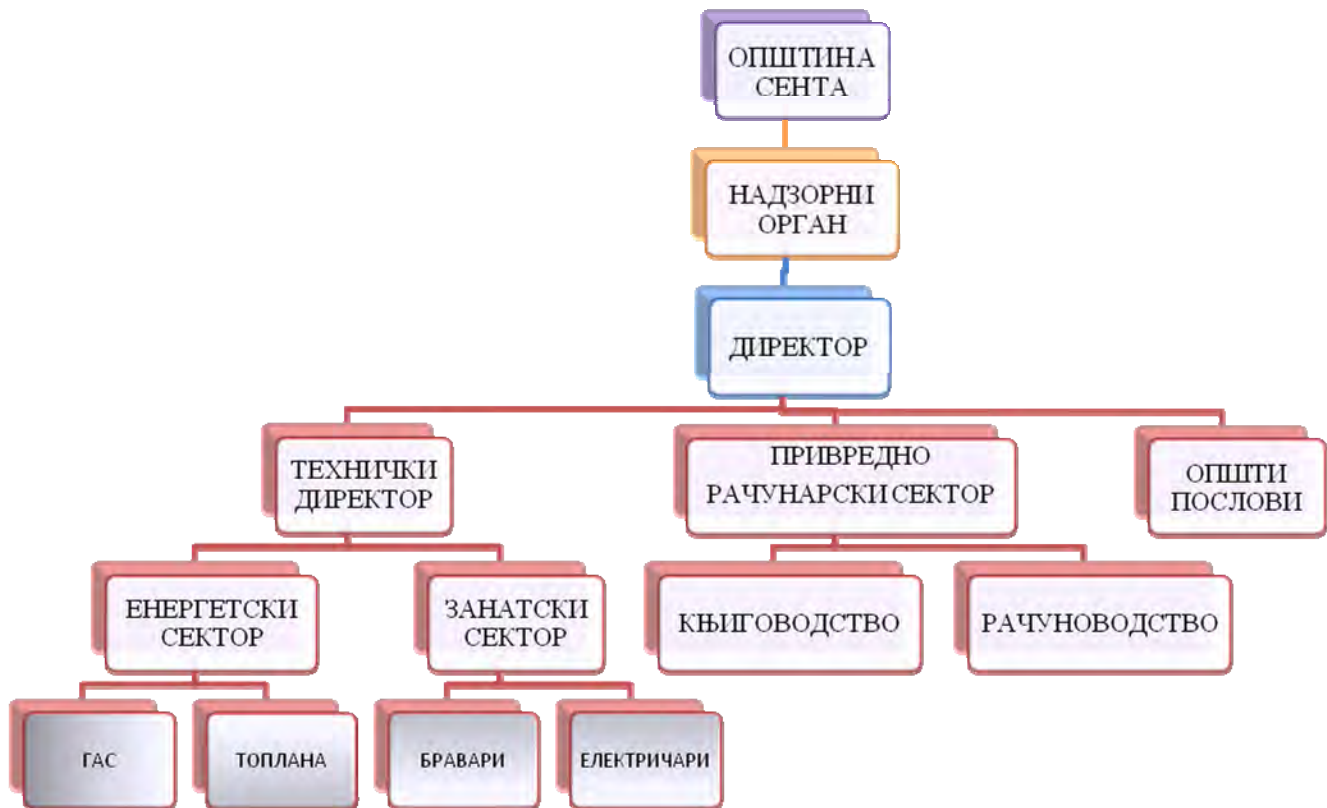 ОПШТИНА
СЕНТА
НАДЗОРНИ
ОРГАН
ДИРЕКТОР
ТЕХНИЧКИ
ДИРЕКТОР
ПРИВРЕДНО
РАЧУНАРСКИ СЕКТОР
ОПШТИ
ПОСЛОВИ
ЕНЕРГЕТСКИ
СЕКТОР
ЗАНАТСКИ
СЕКТОР
КЊИГОВОДСТВО
РАЧУНОВОДСТВО
ГАС
ТОПЛАНА
БРАВАРИ
ЕЛЕКТРИЧАРИ